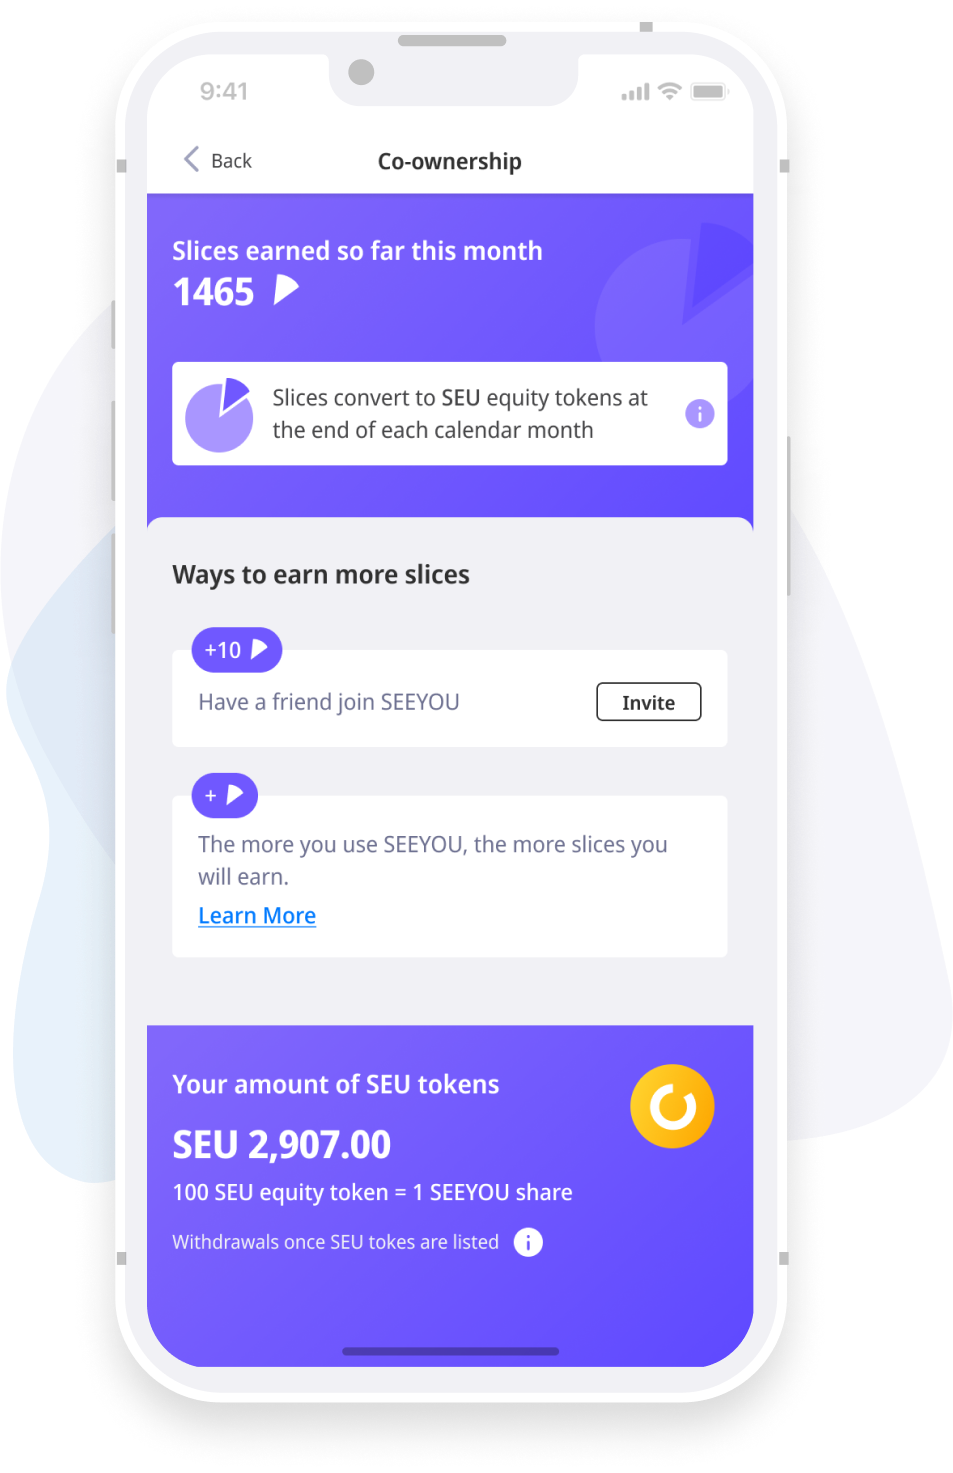 9:41
Back
Co-ownership
Slices earned so far this month
1465
Slices convert to SEU equity tokens at
the end of each calendar month
Ways to earn more slices
+10
Have a friend join SEEYOU
Invite
+
The more you use SEEYOU, the more slices you
will earn.
Learn More
Your amount of SEU tokens
SEU 2,907.00
100 SEU equity token = 1 SEEYOU share
Withdrawals once SEU tokes are listed